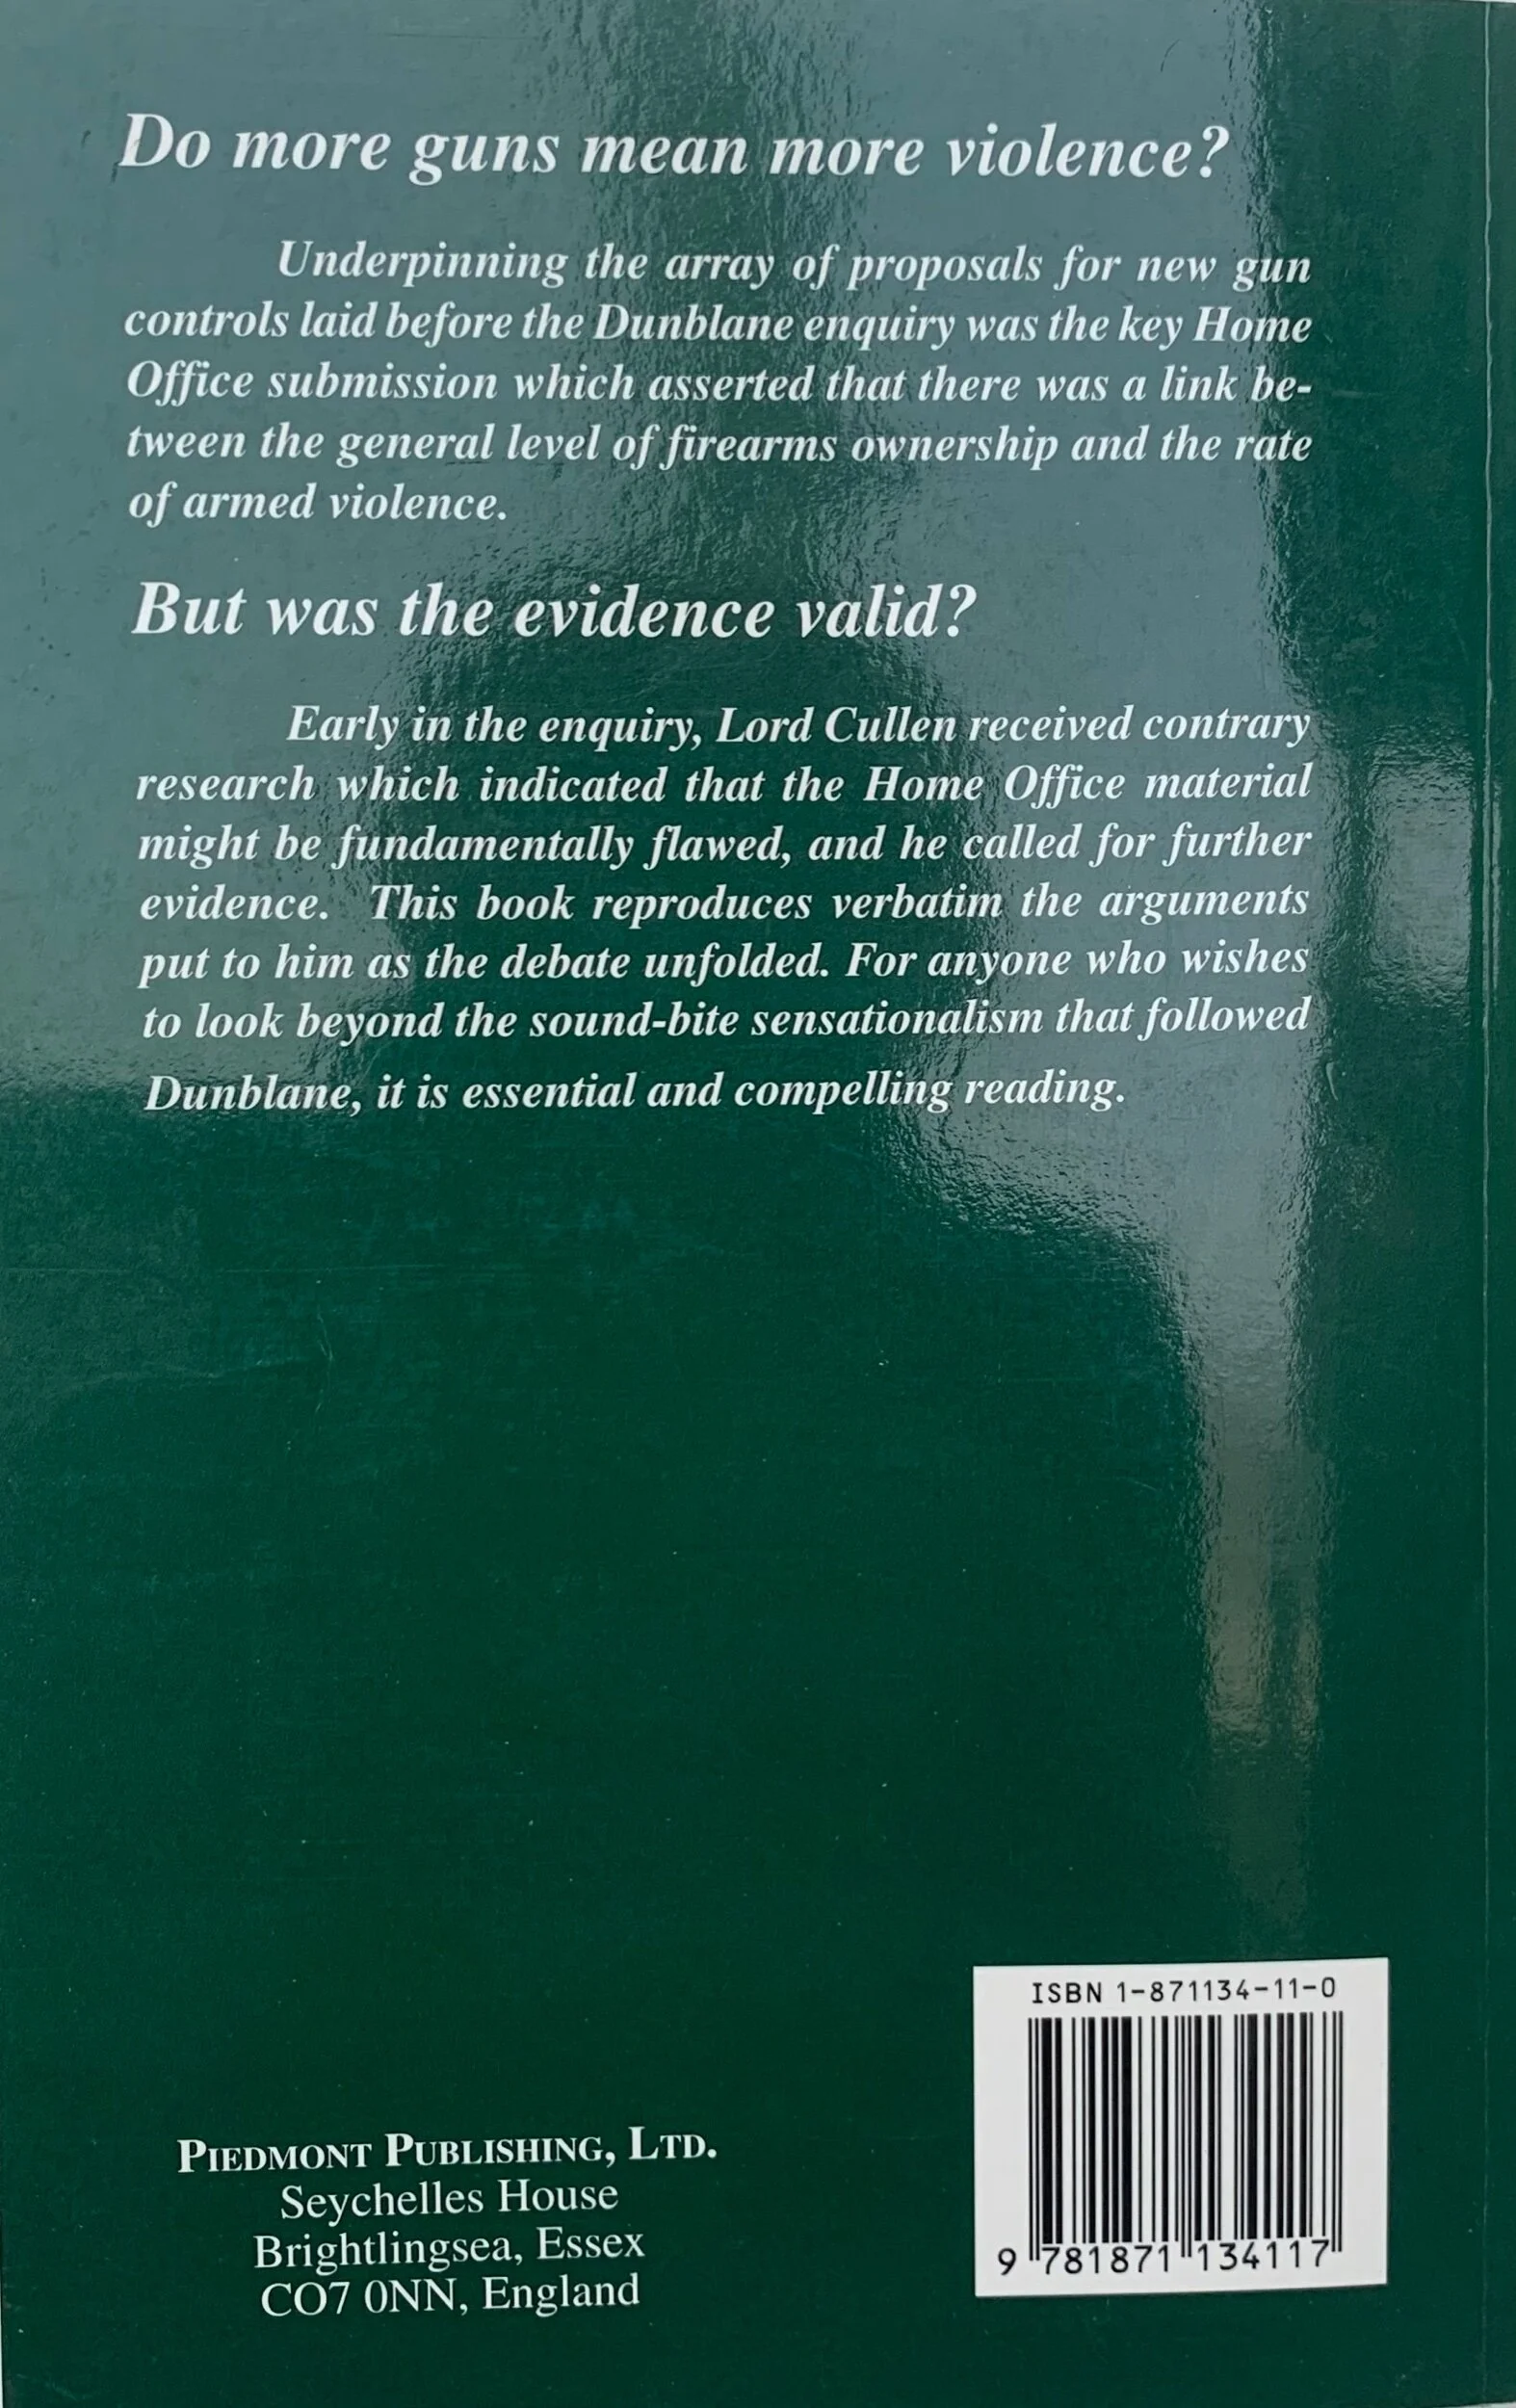 Do more guns mean more violence?
Underpinning the array of proposals for new gun
controls laid before the Dunblane enquiry was the key Home
Office submission which asserted that there was a link be-
tween the general level of firearms ownership and the rate
of armed violence.
But was the evidence valid?
Early in the enquiry, Lord Cullen received contrary
research which indicated that the Home Office material
might be fundamentally flawed, and he called for further
evidence. This book reproduces verbatim the arguments
put to him as the debate unfolded. For anyone who wishes
to look beyond the sound-bite sensationalism that followed
Dunblane, it is essential and compelling reading.
PIEDMONT PUBLISHING, LTD.
Seychelles House
Brightlingsea, Essex
CO7 0NN, England
ISBN 1-871134-11-0
9 781871 134117